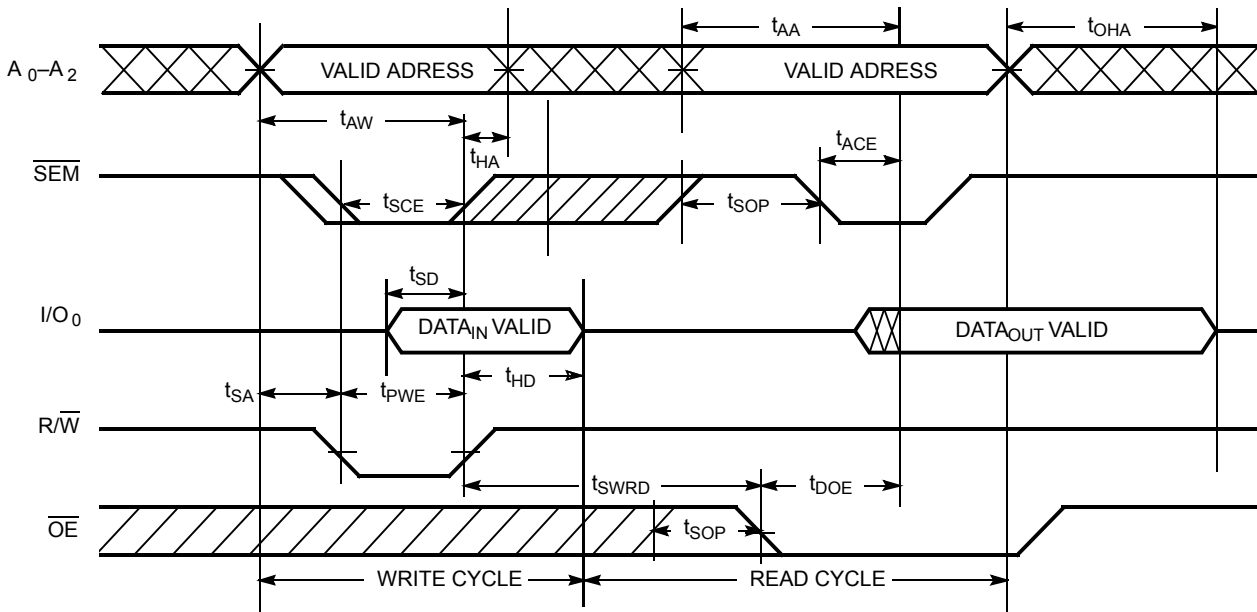 tAA
tOHA
A0–A2
VALID ADRESS
VALID ADRESS
tAW
tHA
tACE
SEM
tSCE
tSOP
tSD
I/O0
DATAIN VALID
DATAOUT VALID
tSA
tPWE
tHD
R/W
tSWRD
tDOE
OE
tSOP
WRITE CYCLE
READ CYCLE